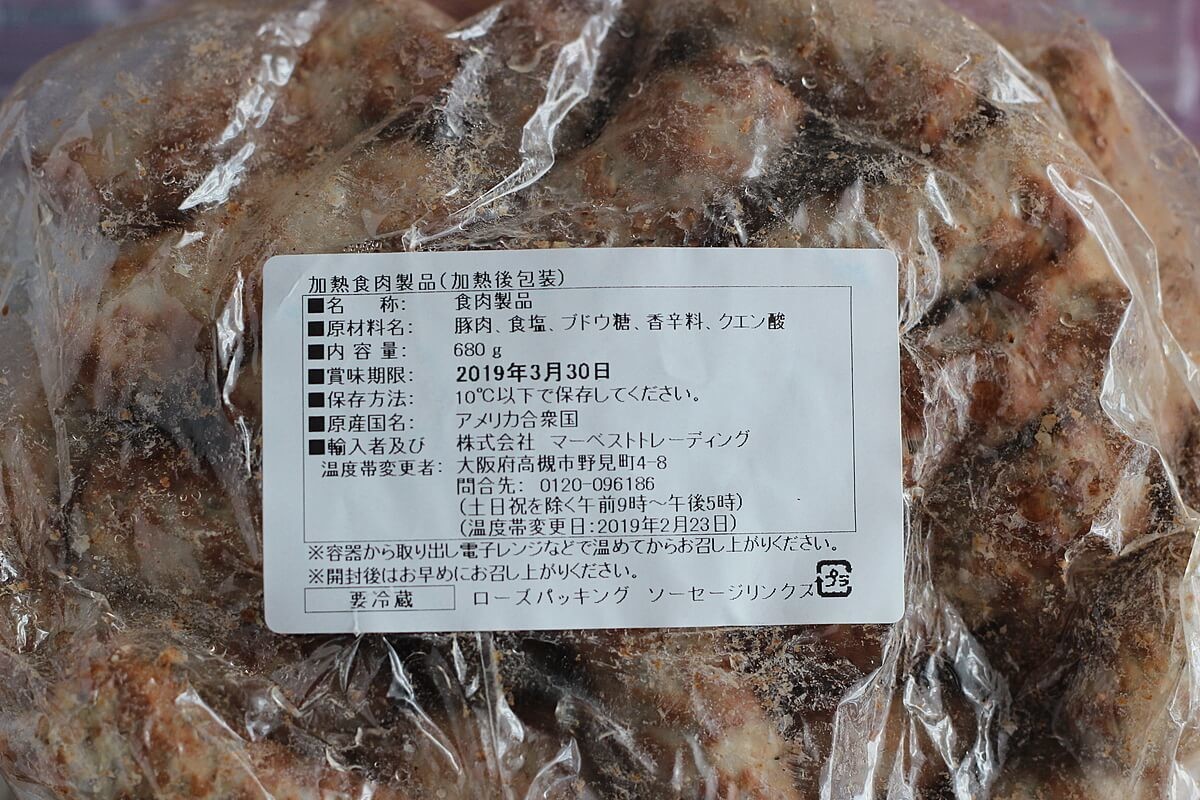 加熱食肉製品(加熱後包装)
■名 称: 食肉製品
■原材料名: 豚肉、食塩、ブドウ糖、香辛料、クエン酸
■内容量: 680g
■賞味期限: 2019年3月30日
■保存方法: 10℃以下で保存してください。
■原産国名: アメリカ合衆国
■輸入者及び 株式会社 マーベストトレーディング
温度帯変更者: 大阪府高槻市野見町4-8
問合先: 0120-096186
(土日祝を除く午前9時～午後5時)
(温度帯変更日:2019年2月23日)
※容器から取り出し電子レンジなどで温めてからお召し上がりください。
※開封後はお早めにお召し上がりください。
要冷蔵 ローズパッキング ソーセージリンクス プラ